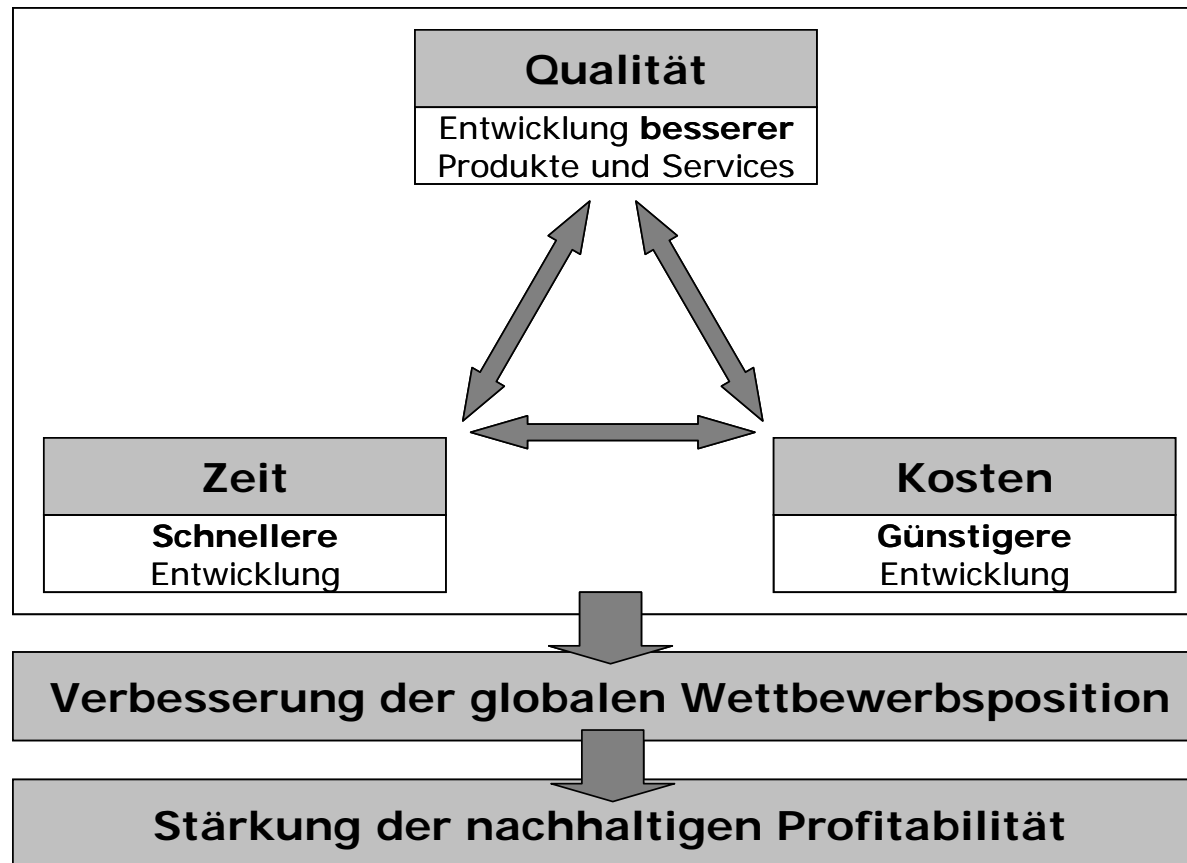 Qualität
Entwicklung besserer
Produkte und Services
Zeit
Schnellere
Entwicklung
Kosten
Günstigere
Entwicklung
Verbesserung der globalen Wettbewerbsposition
Stärkung der nachhaltigen Profitabilität